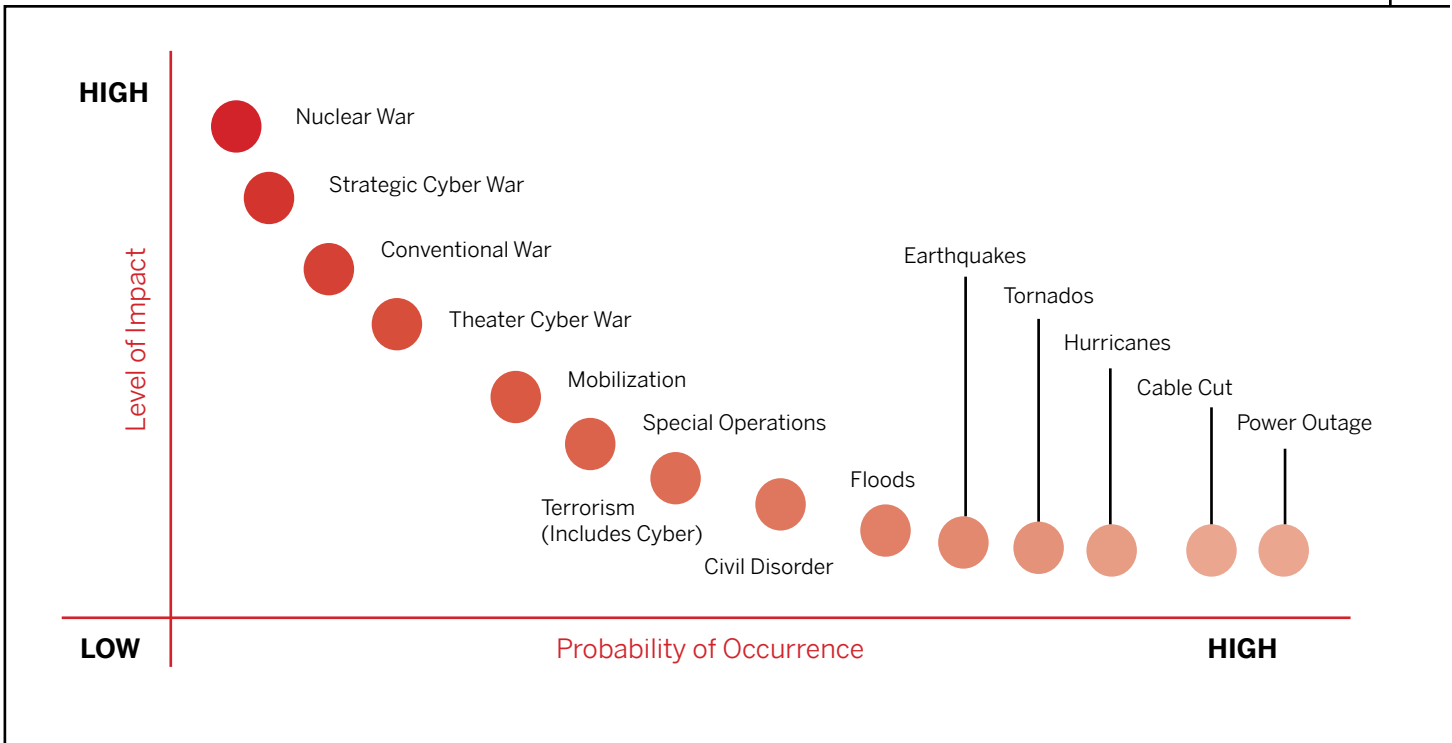 HIGH
Nuclear War
Strategic Cyber War
Conventional War
Theater Cyber War
Mobilization
Special Operations
Terrorism
(Includes Cyber)
Civil Disorder
Floods
Earthquakes
Tornados
Hurricanes
Cable Cut
Power Outage
Level of Impact
LOW
Probability of Occurrence
HIGH